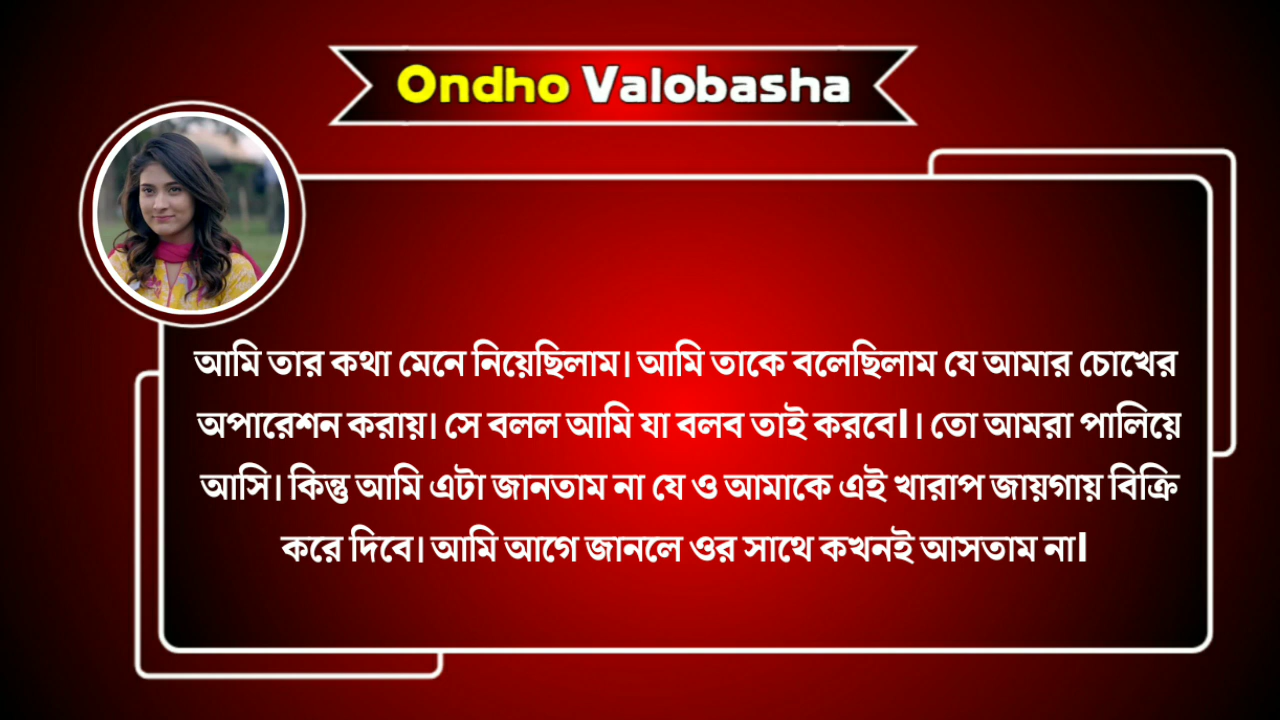 Ondho Valobasha
আমি তার কথা মেনে নিয়েছিলাম। আমি তাকে বলেছিলাম যে আমার চোখের
অপারেশন করায়। সে বলল আমি যা বলব তাই করবে।। তো আমরা পালিয়ে
আসি। কিন্তু আমি এটা জানতাম না যে ও আমাকে এই খারাপ জায়গায় বিক্রি
করে দিবে। আমি আগে জানলে ওর সাথে কখনই আসতাম না।